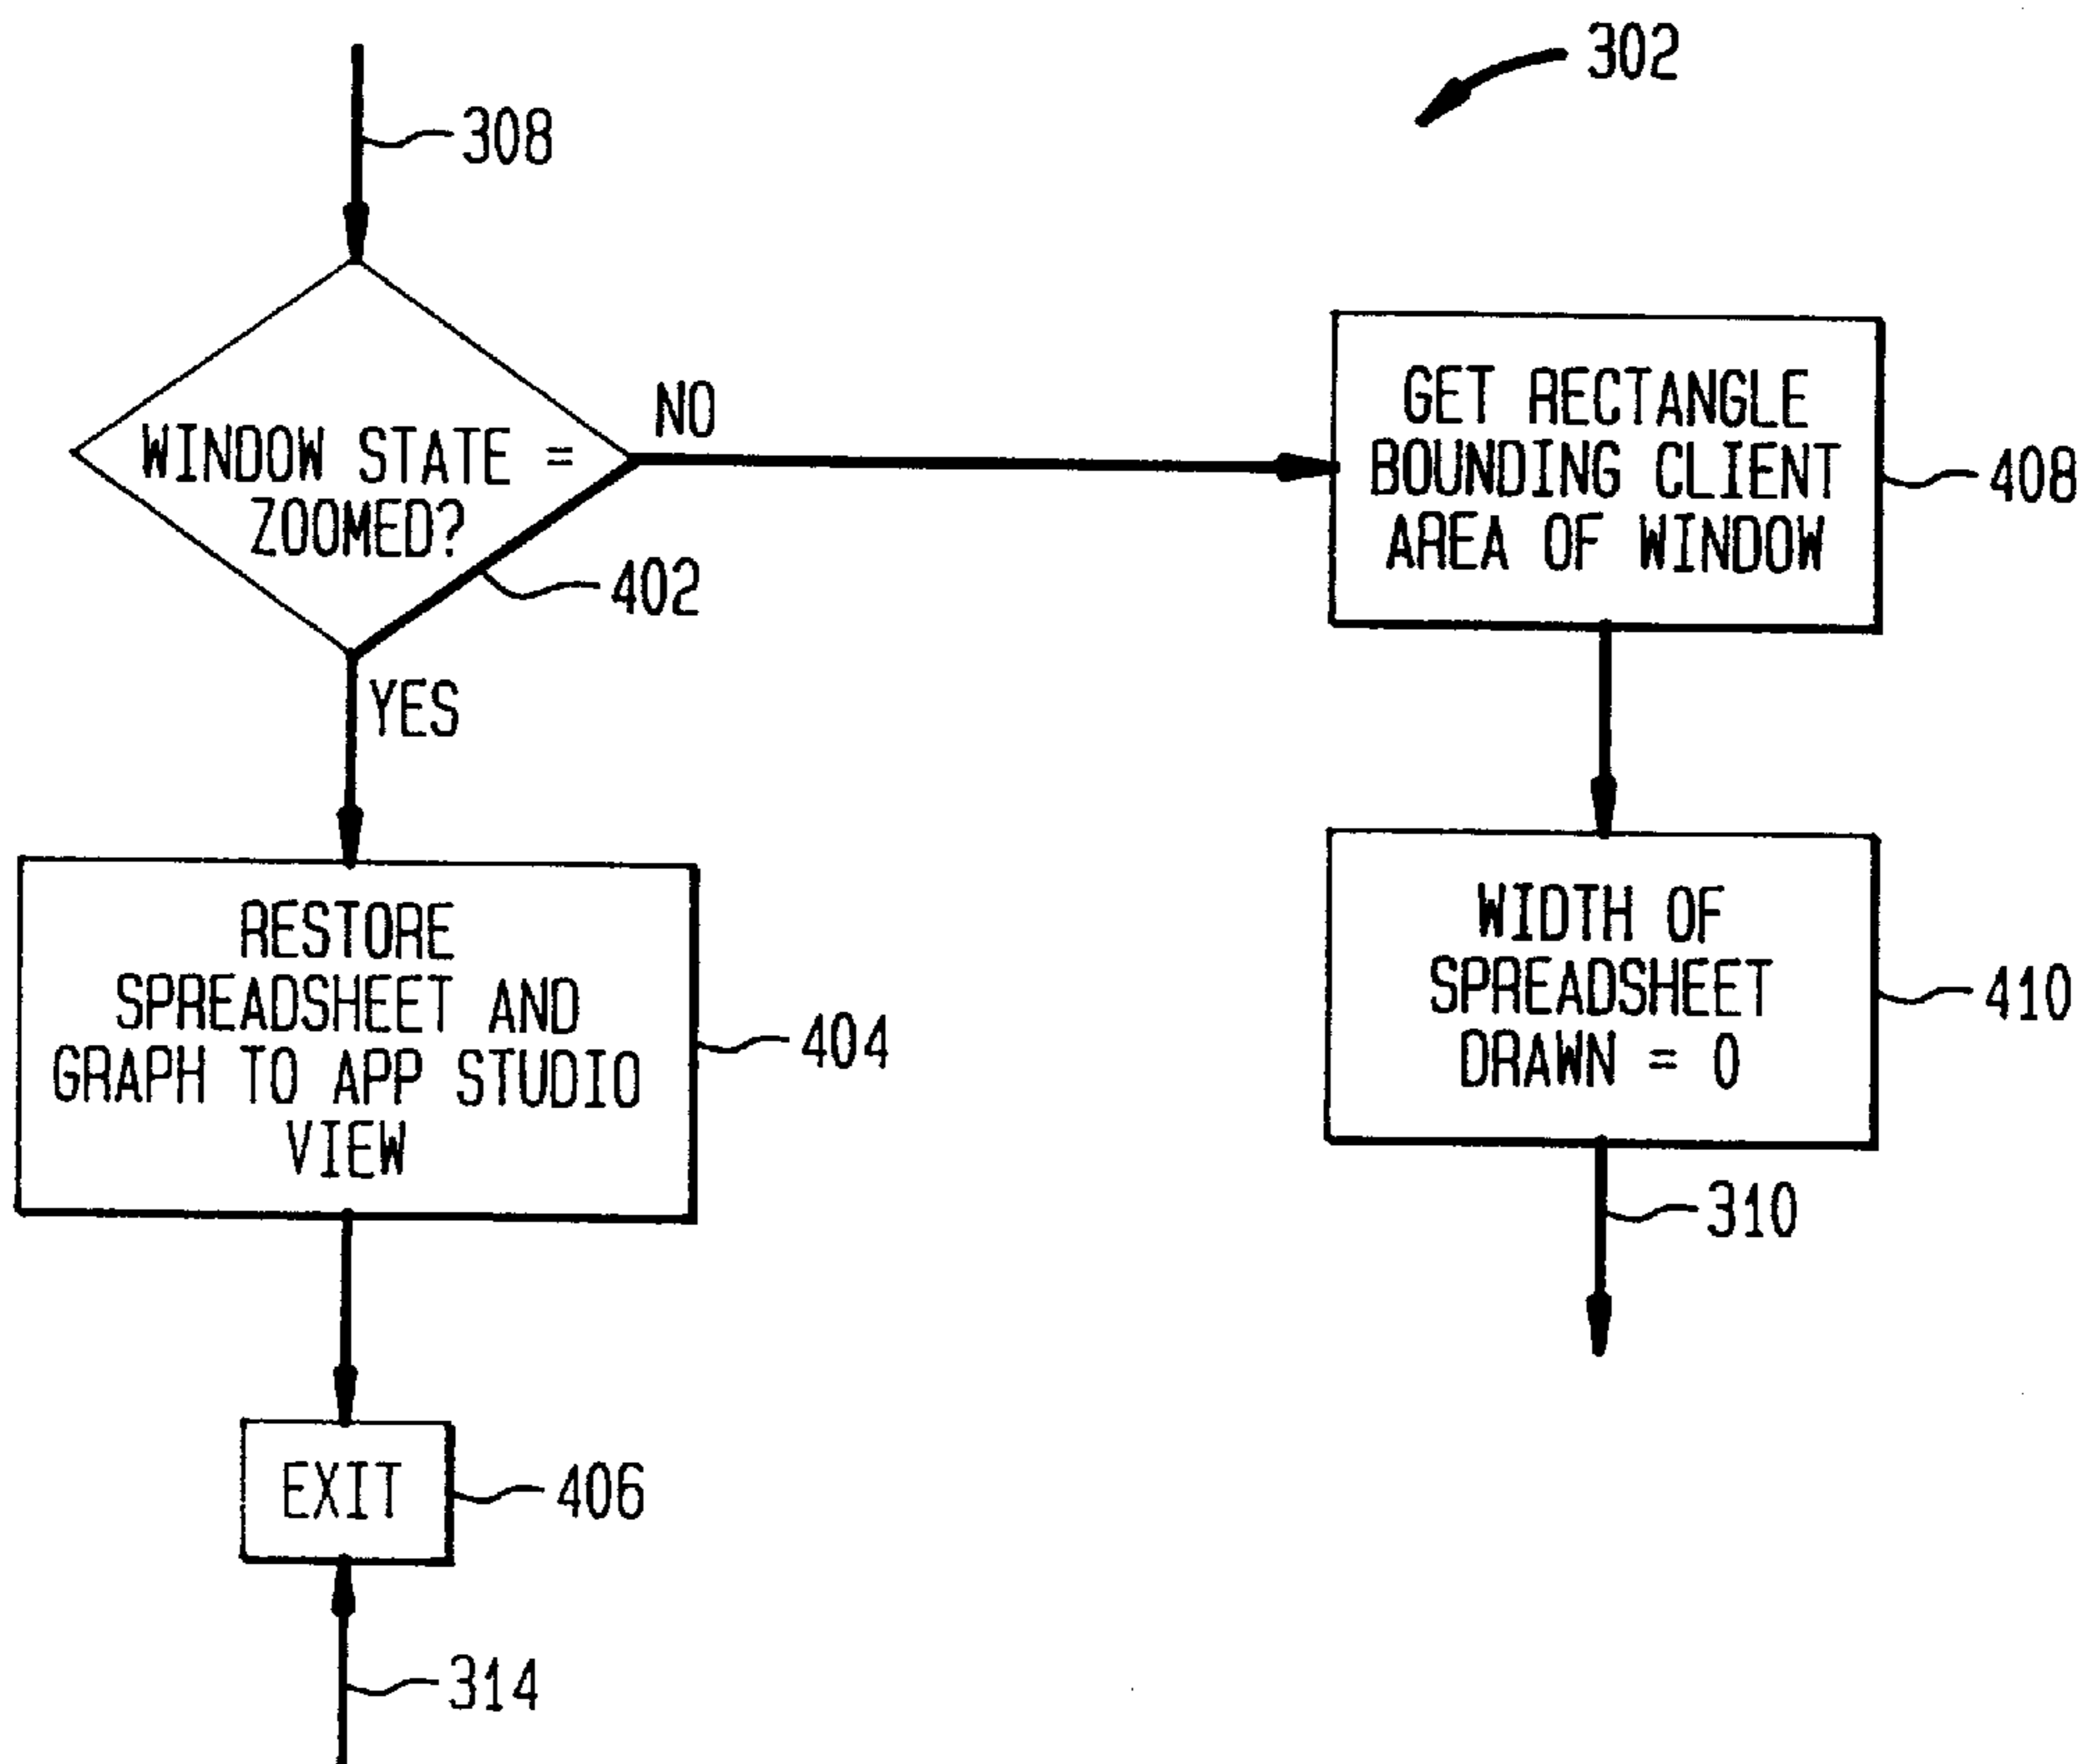 302
308
WINDOW STATE =
ZOOMED?
NO
402
YES
GET RECTANGLE
BOUNDING CLIENT
AREA OF WINDOW
408
RESTORE
SPREADSHEET AND
GRAPH TO APP STUDIO
VIEW
404
WIDTH OF
SPREADSHEET
DRAWN = 0
410
310
EXIT
406
314